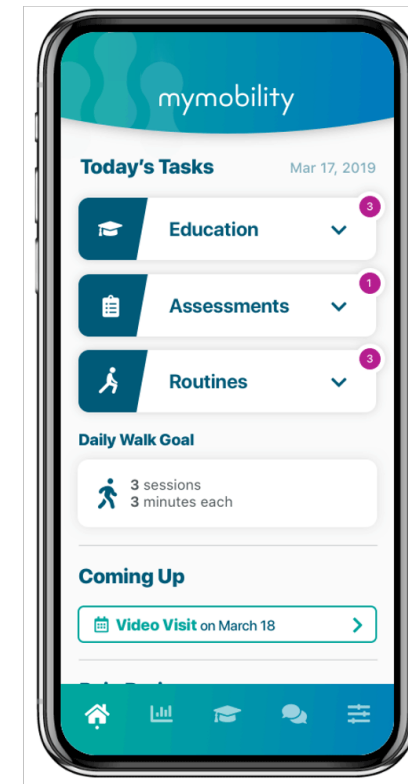 mymobility
Today's Tasks
Mar 17, 2019
3
Education
1
Assessments
3
Routines
Daily Walk Goal
3 sessions
3 minutes each
Coming Up
Video Visit on March 18